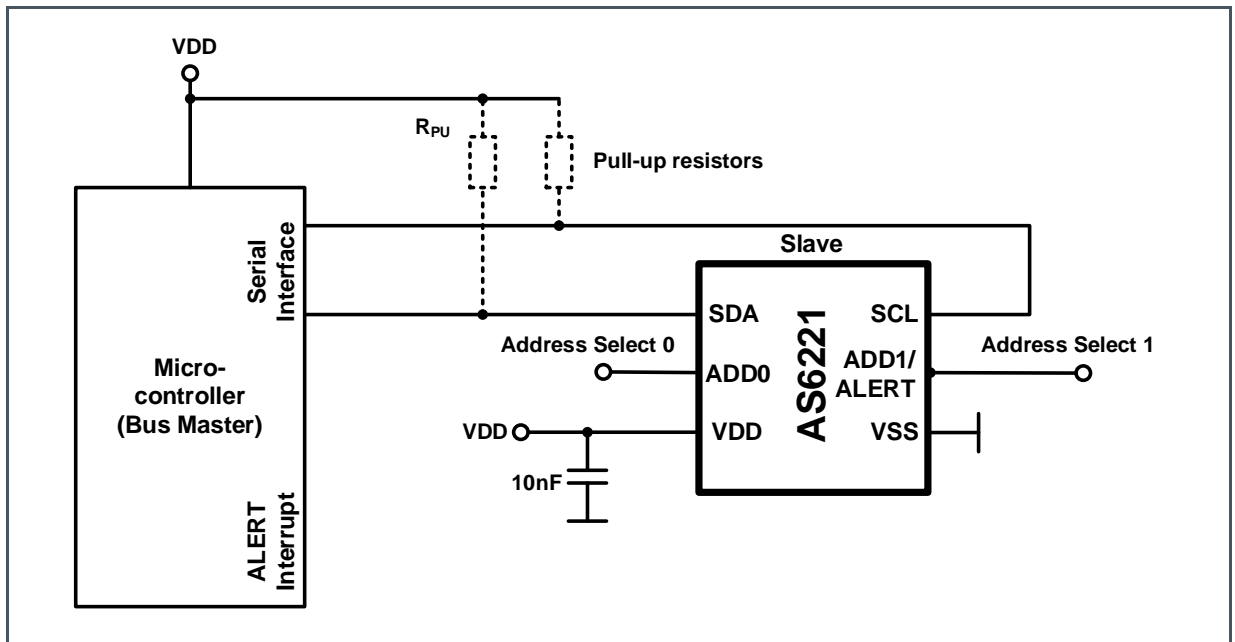 VDD
RPU
Pull-up resistors
Serial
Interface
Slave
SDA
SCL
Address Select 0
Address Select 1
ADD0
ADD1/
ALERT
AS6221
Micro-
controller
(Bus Master)
VDD
VDD
VSS
10nF
ALERT
Interrupt